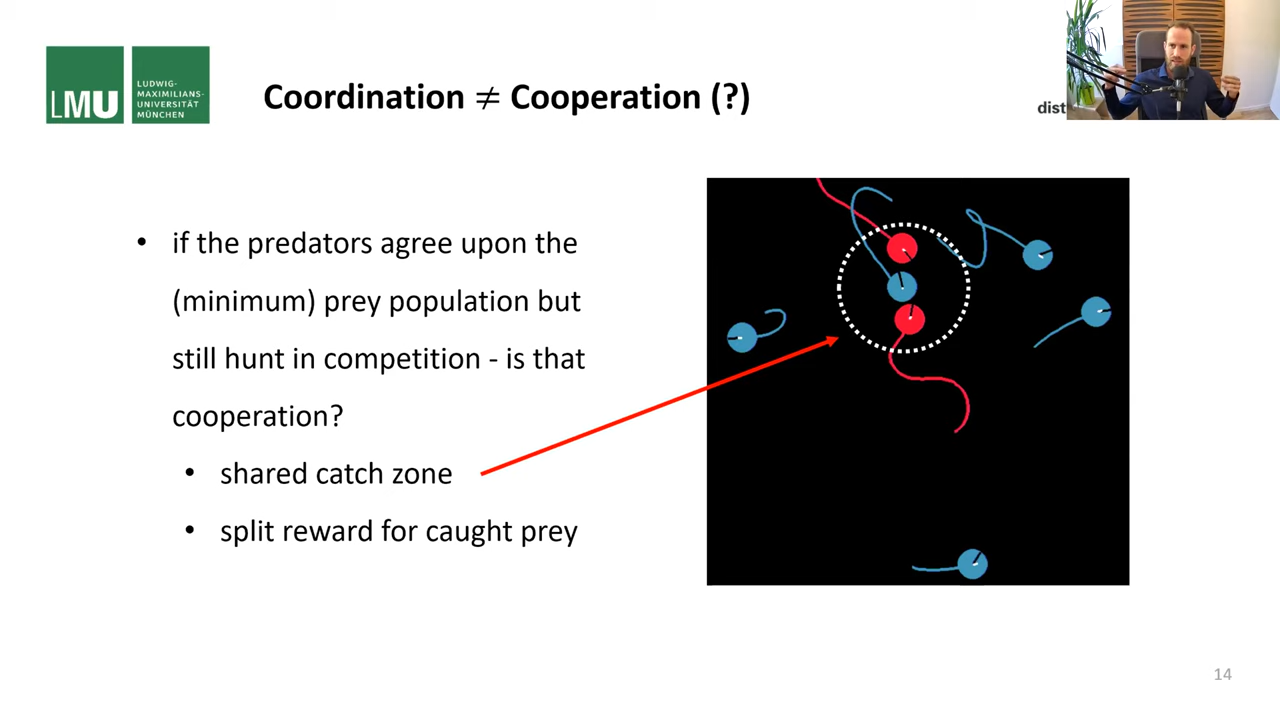 LMU
LUDWIG-
MAXIMILIANS-
UNIVERSITÄT
MÜNCHEN
Coordination ≠ Cooperation (?)
dist
• if the predators agree upon the
(minimum) prey population but
still hunt in competition - is that
cooperation?
• shared catch zone
• split reward for caught prey
14